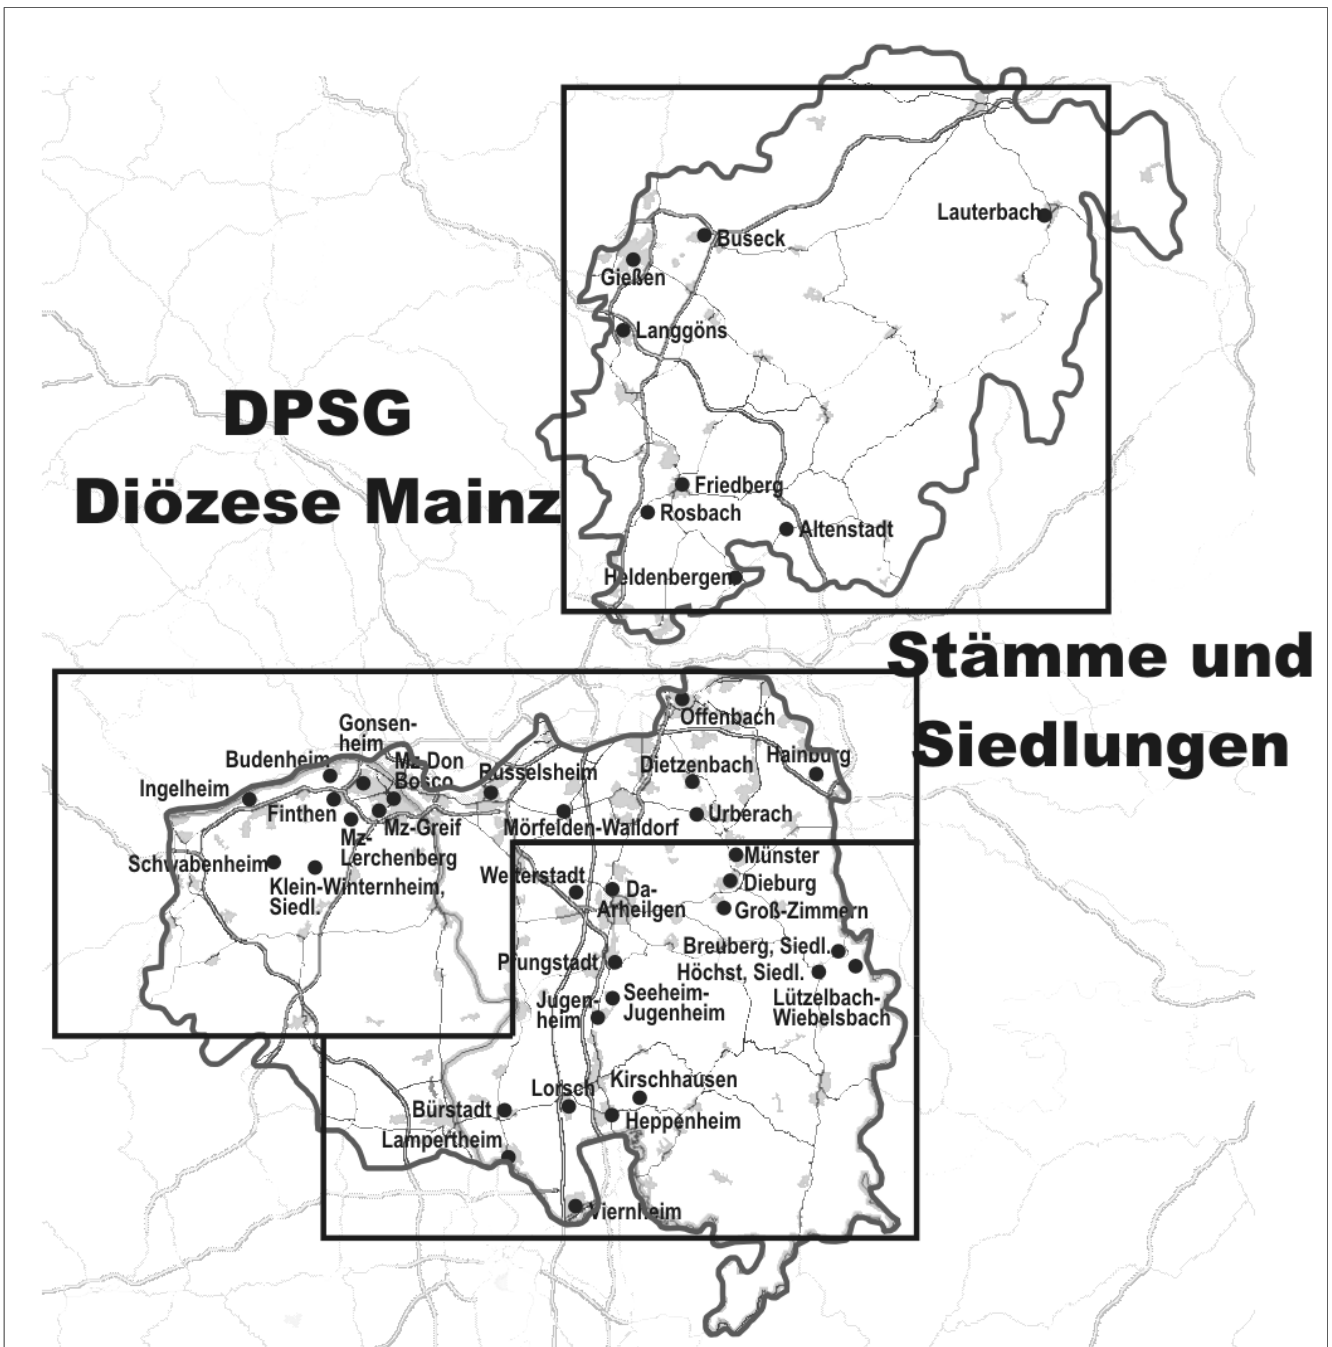 Lauterbach
Buseck
Gießen
Langgöns
DPSG
Diözese Mainz
Friedberg
Rosbach
Altenstadt
Heldenbergen
Stämme und
Siedlungen
Offenbach
Gonsen-
heim
Budenheim
Mz-Don
Bosco
Rüsselsheim
Dietzenbach
Hainburg
Ingelheim
Finthen
Mz-Greif
Mörfelden-Walldorf
Urberach
Mz-
Lerchenberg
Schwabenheim
Klein-Winternheim,
Siedl.
Münster
Weiterstadt
Da-
Arheilgen
Dieburg
Groß-Zimmern
Breuberg, Siedl.
Pfungstadt
Höchst, Siedl.
Jugen-
heim
Seeheim-
Jugenheim
Lützelbach-
Wiebelsbach
Kirschhausen
Lorsch
Bürstadt
Heppenheim
Lampertheim
Viernheim